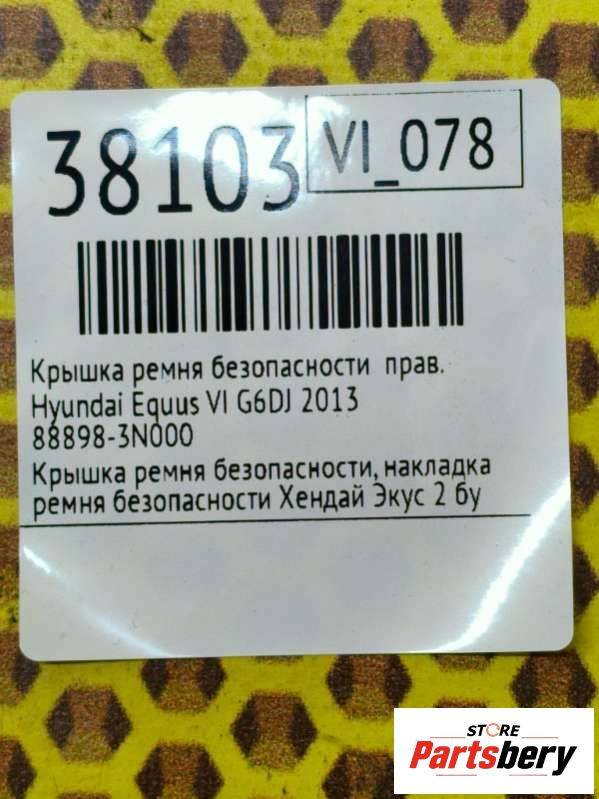 38103 VI_078
Крышка ремня безопасности прав.
Hyundai Equus VI G6DJ 2013
88898-3N000
Крышка ремня безопасности, накладка
ремня безопасности Хендай Экус 2 бу
STORE
Partsbery